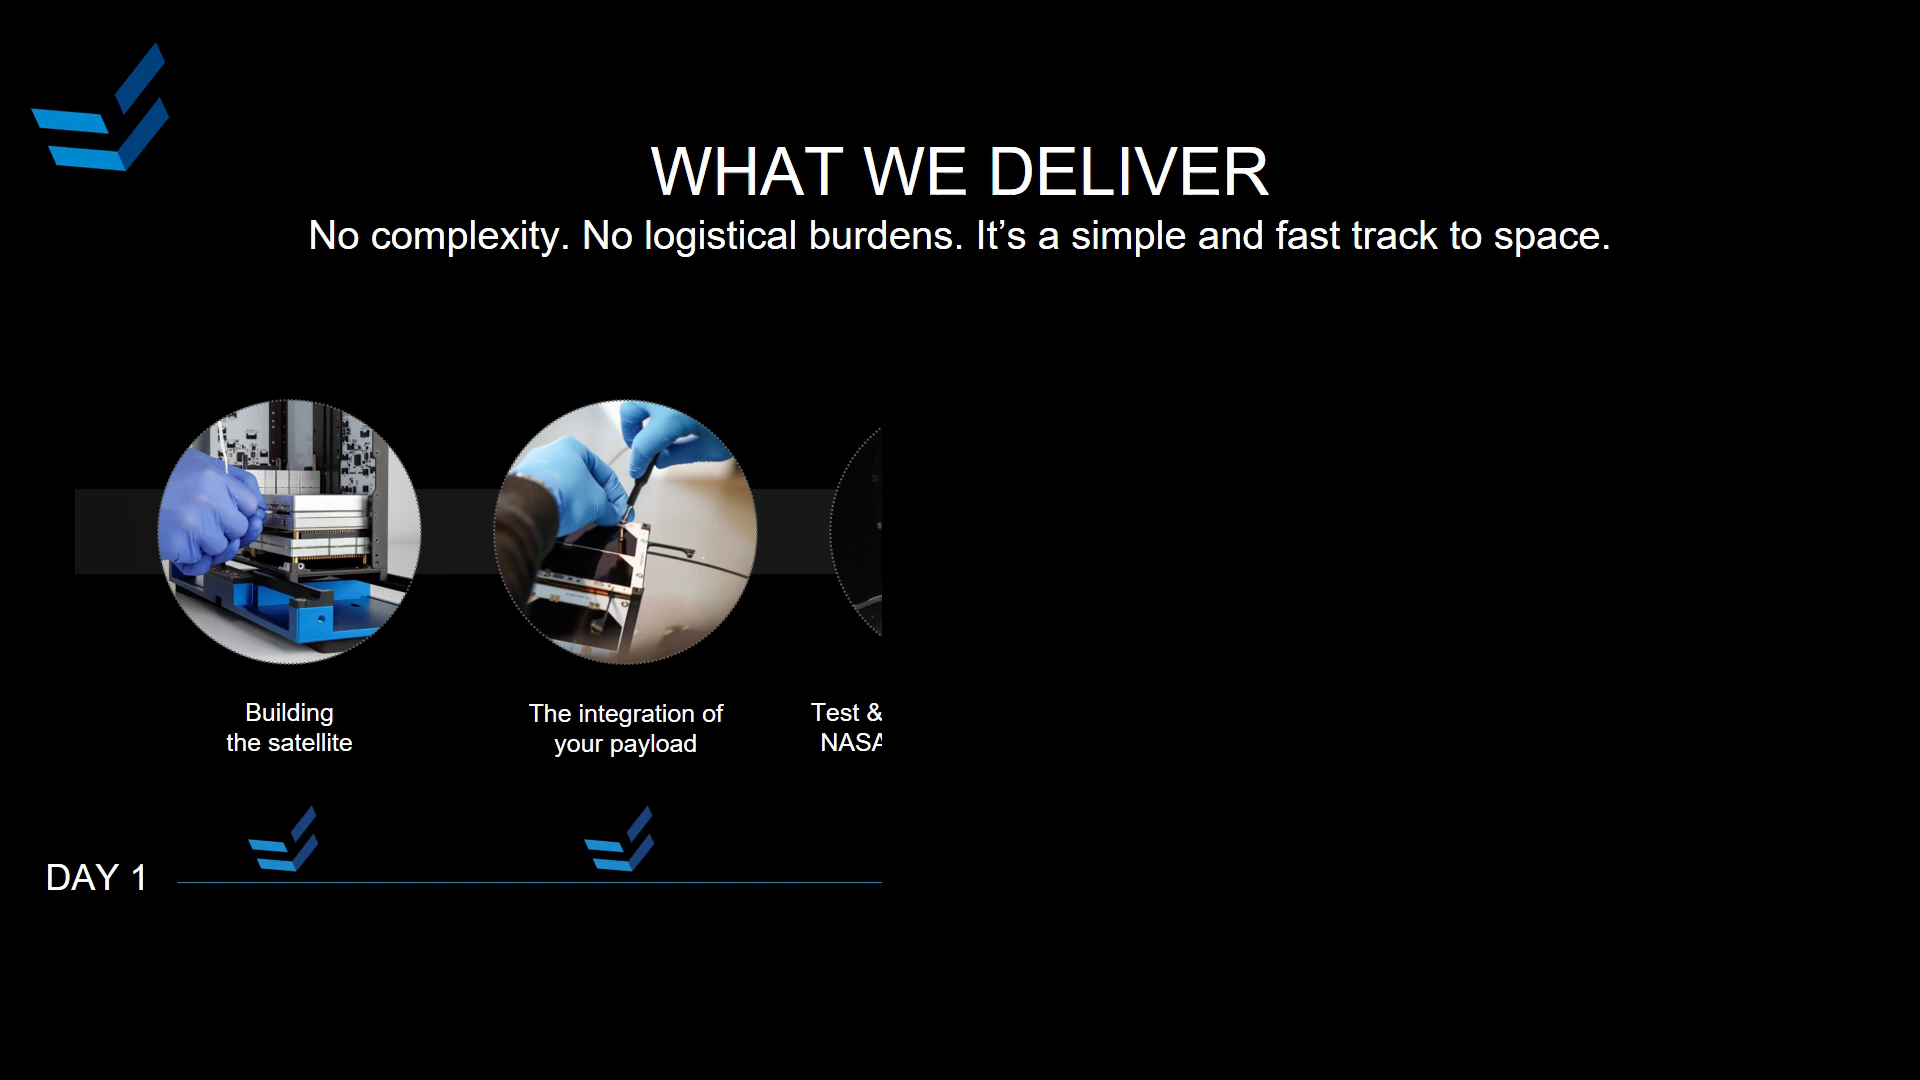 WHAT WE DELIVER
No complexity. No logistical burdens. It’s a simple and fast track to space.
Building
the satellite
The integration of
your payload
Test &
NASA
DAY 1